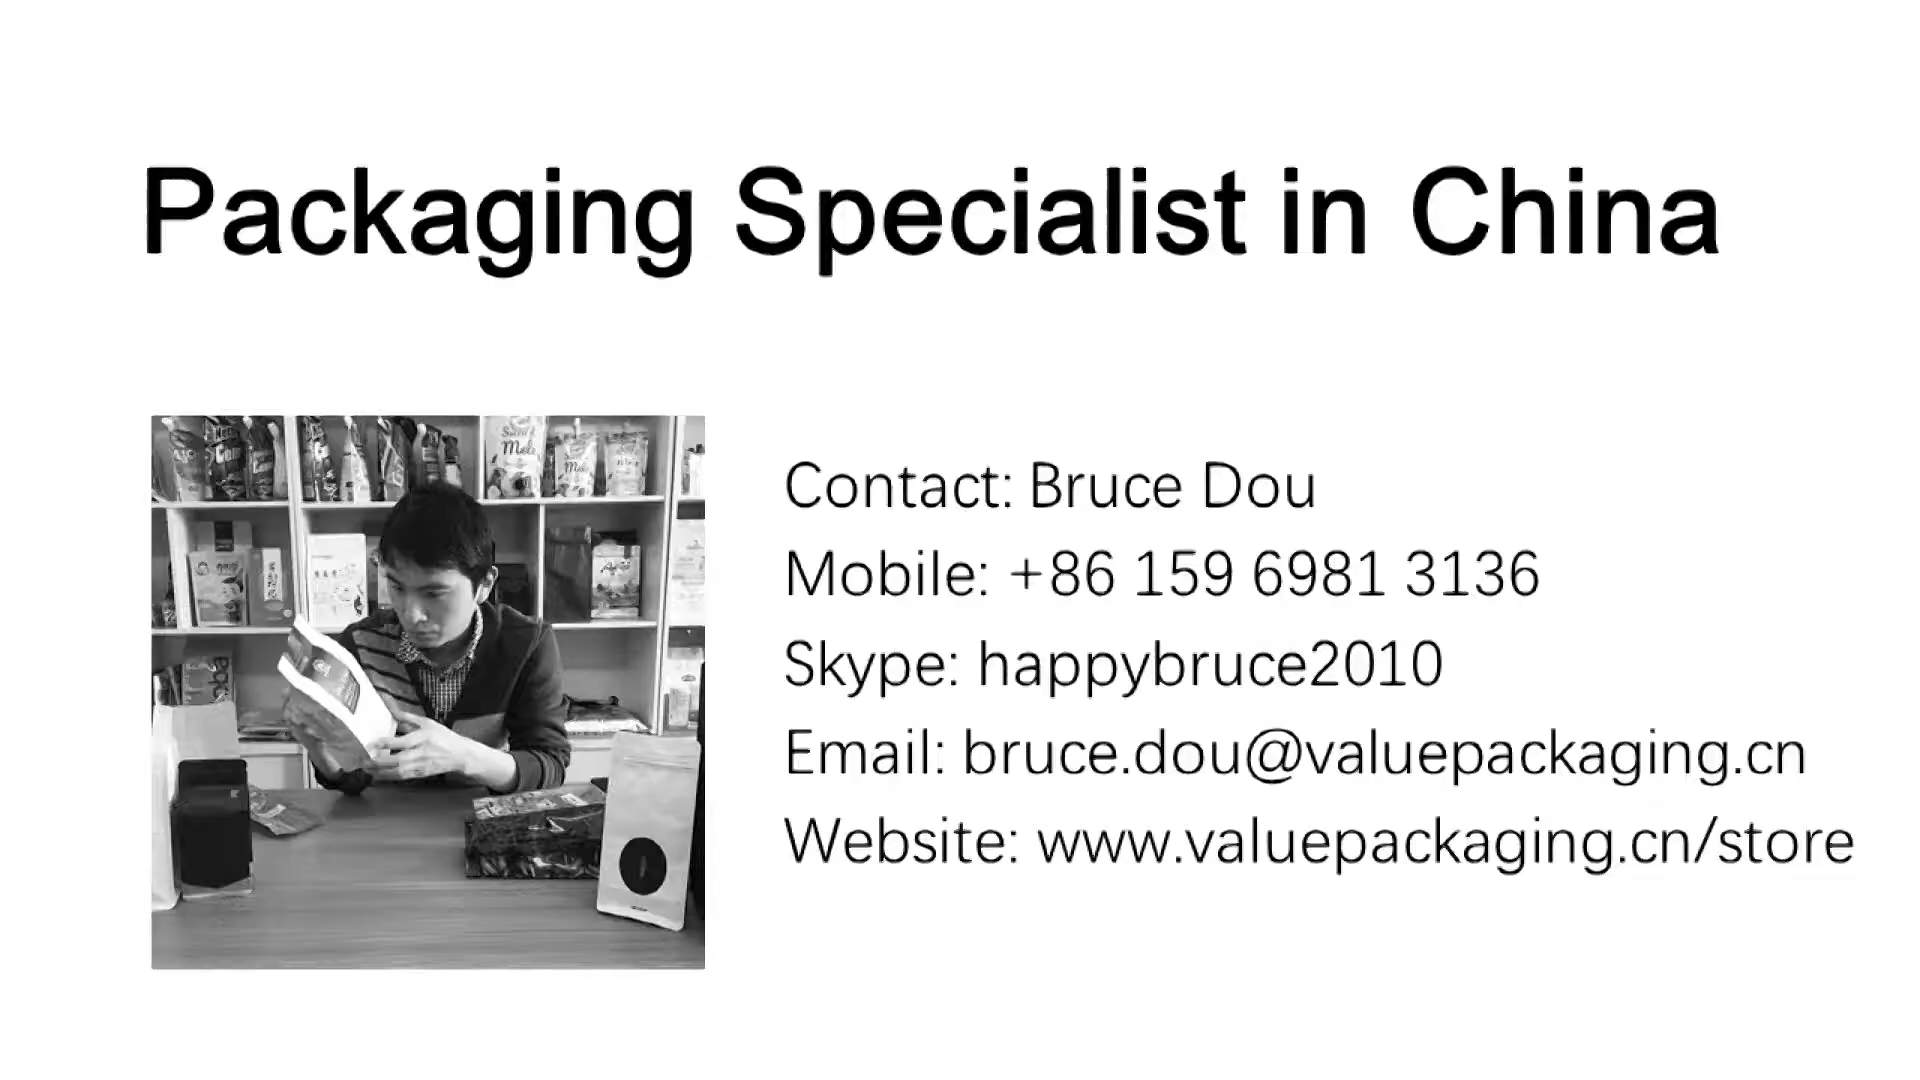 Packaging Specialist in China
Contact: Bruce Dou
Mobile: +86 159 6981 3136
Skype: happybruce2010
Email: bruce.dou@valuepackaging.cn
Website: www.valuepackaging.cn/store